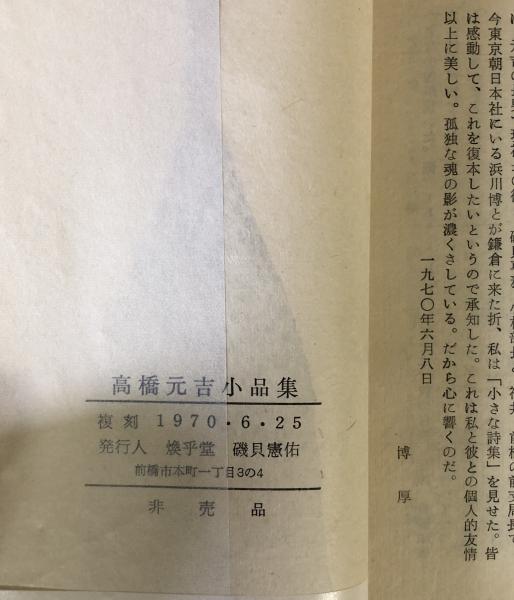 今東京朝日本社にいる浜川博とが鎌倉に来た折、私は「小さな詩集」を見せた。皆
は感動して、これを復本したいというので承知した。これは私と彼との個人的友情
以上に美しい。孤独な魂の影が濃くさしている。だから心に響くのだ。
一九七〇年六月八日
博厚
高橋元吉小品集
複刻 1970・6・25
発行人 煥乎堂 磯貝憲佑
前橋市本町一丁目3の4
非売品